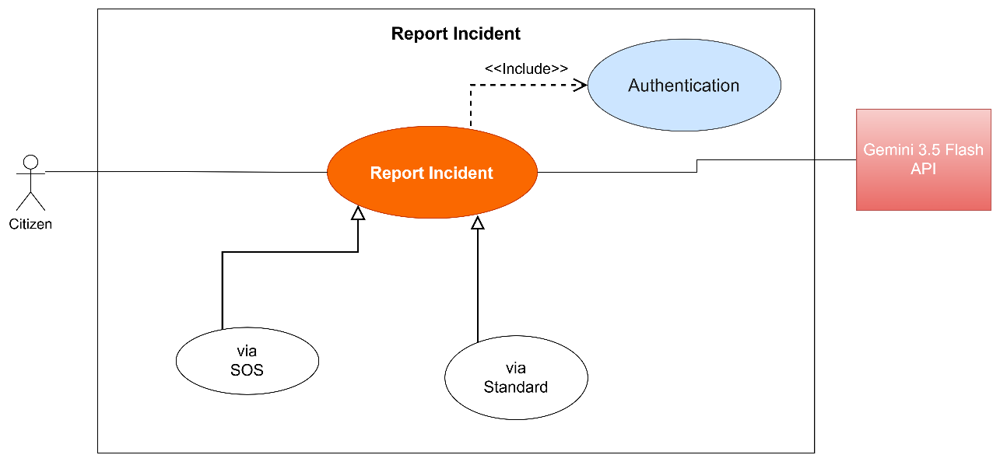 Report Incident
<<Include>>
Authentication
Gemini 3.5 Flash
API
Report Incident
Citizen
via
SOS
via
Standard